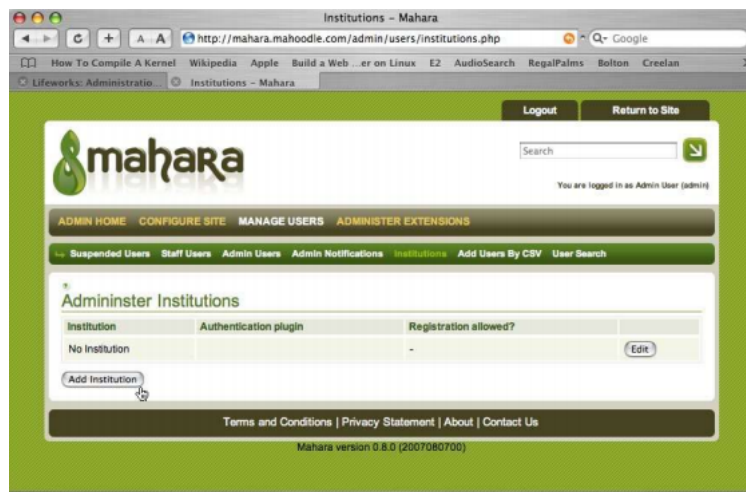 Institutions – Mahara
A A http://mahara.mahoodle.com/admin/users/institutions.php Q- Google
How To Compile A Kernel Wikipedia Apple Build a Web ...er on Linux E2 AudioSearch RegalPalms Bolton Creelan
Lifeworks: Administratio... Institutions – Mahara
Logout Return to Site
mahara
Search
You are logged in as Admin User (admin)
ADMIN HOME CONFIGURE SITE MANAGE USERS ADMINISTER EXTENSIONS
Suspended Users Staff Users Admin Users Admin Notifications Institutions Add Users By CSV User Search
Admininster Institutions
Institution Authentication plugin Registration allowed?
No Institution - Edit
Add Institution
Terms and Conditions | Privacy Statement | About | Contact Us
Mahara version 0.8.0 (2007080700)